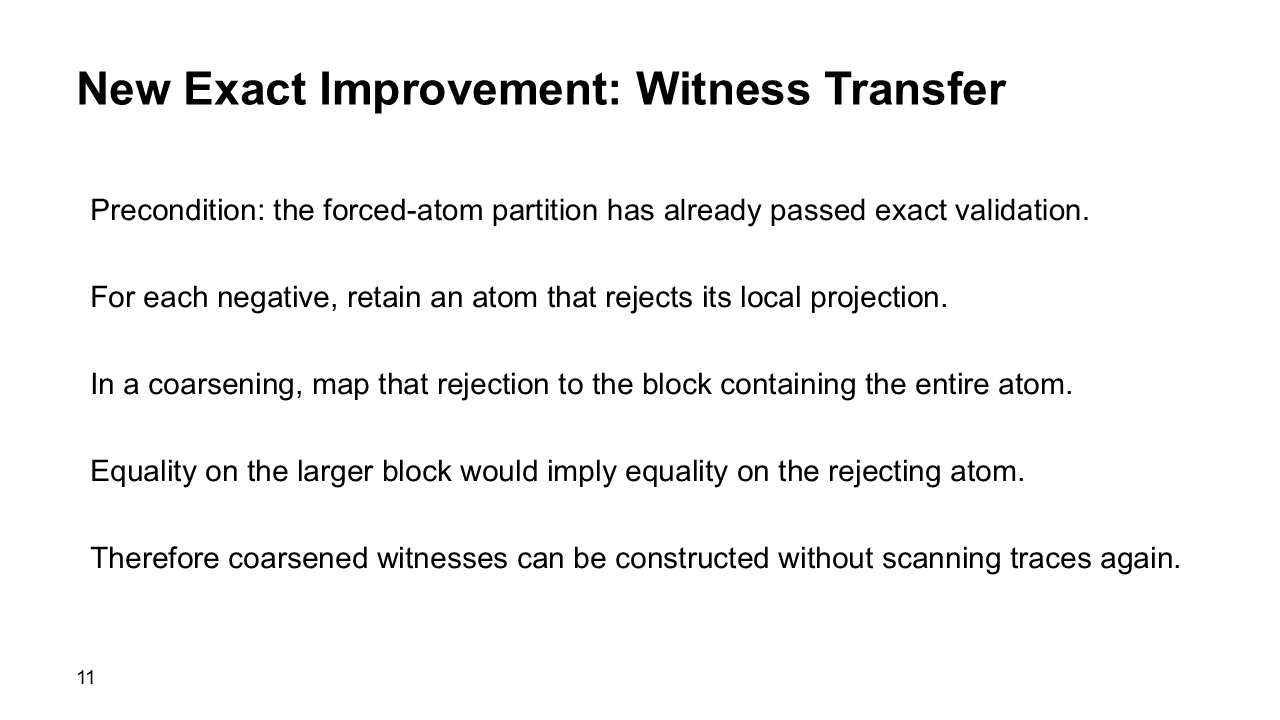 New Exact Improvement: Witness Transfer
Precondition: the forced-atom partition has already passed exact validation.
For each negative, retain an atom that rejects its local projection.
In a coarsening, map that rejection to the block containing the entire atom.
Equality on the larger block would imply equality on the rejecting atom.
Therefore coarsened witnesses can be constructed without scanning traces again.
11